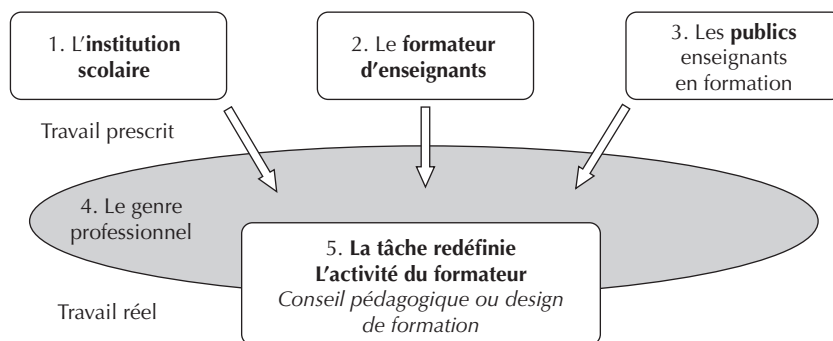 1. L’institution
scolaire
2. Le formateur
d’enseignants
3. Les publics
enseignants
en formation
Travail prescrit
4. Le genre
professionnel
5. La tâche redéfinie
L’activité du formateur
Conseil pédagogique ou design
de formation
Travail réel